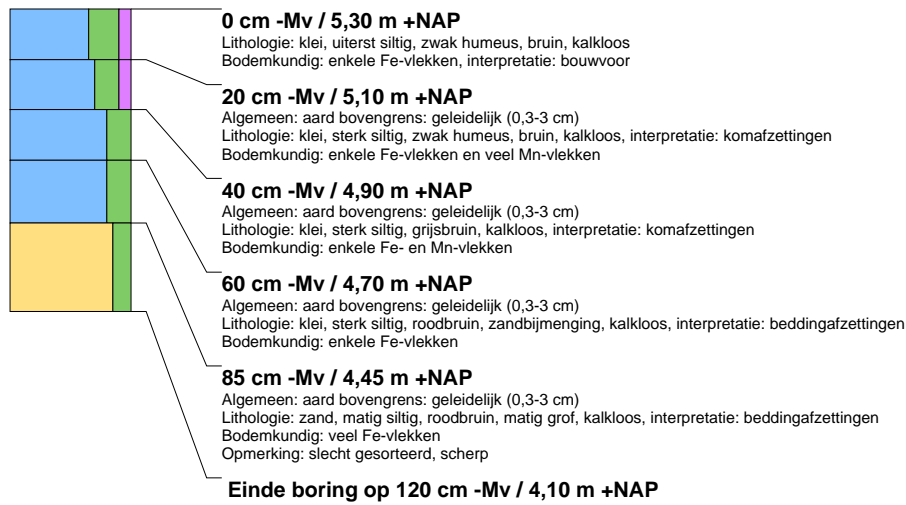 0 cm -Mv / 5,30 m +NAP
Lithologie: klei, uiterst siltig, zwak humeus, bruin, kalkloos
Bodemkundig: enkele Fe-vlekken, interpretatie: bouwvoor
20 cm -Mv / 5,10 m +NAP
Algemeen: aard bovengrens: geleidelijk (0,3-3 cm)
Lithologie: klei, sterk siltig, zwak humeus, bruin, kalkloos, interpretatie: komafzettingen
Bodemkundig: enkele Fe-vlekken en veel Mn-vlekken
40 cm -Mv / 4,90 m +NAP
Algemeen: aard bovengrens: geleidelijk (0,3-3 cm)
Lithologie: klei, sterk siltig, grijsbruin, kalkloos, interpretatie: komafzettingen
Bodemkundig: enkele Fe- en Mn-vlekken
60 cm -Mv / 4,70 m +NAP
Algemeen: aard bovengrens: geleidelijk (0,3-3 cm)
Lithologie: klei, sterk siltig, roodbruin, zandbijmenging, kalkloos, interpretatie: beddingafzettingen
Bodemkundig: enkele Fe-vlekken
85 cm -Mv / 4,45 m +NAP
Algemeen: aard bovengrens: geleidelijk (0,3-3 cm)
Lithologie: zand, matig siltig, roodbruin, matig grof, kalkloos, interpretatie: beddingafzettingen
Bodemkundig: veel Fe-vlekken
Opmerking: slecht gesorteerd, scherp
Einde boring op 120 cm -Mv / 4,10 m +NAP